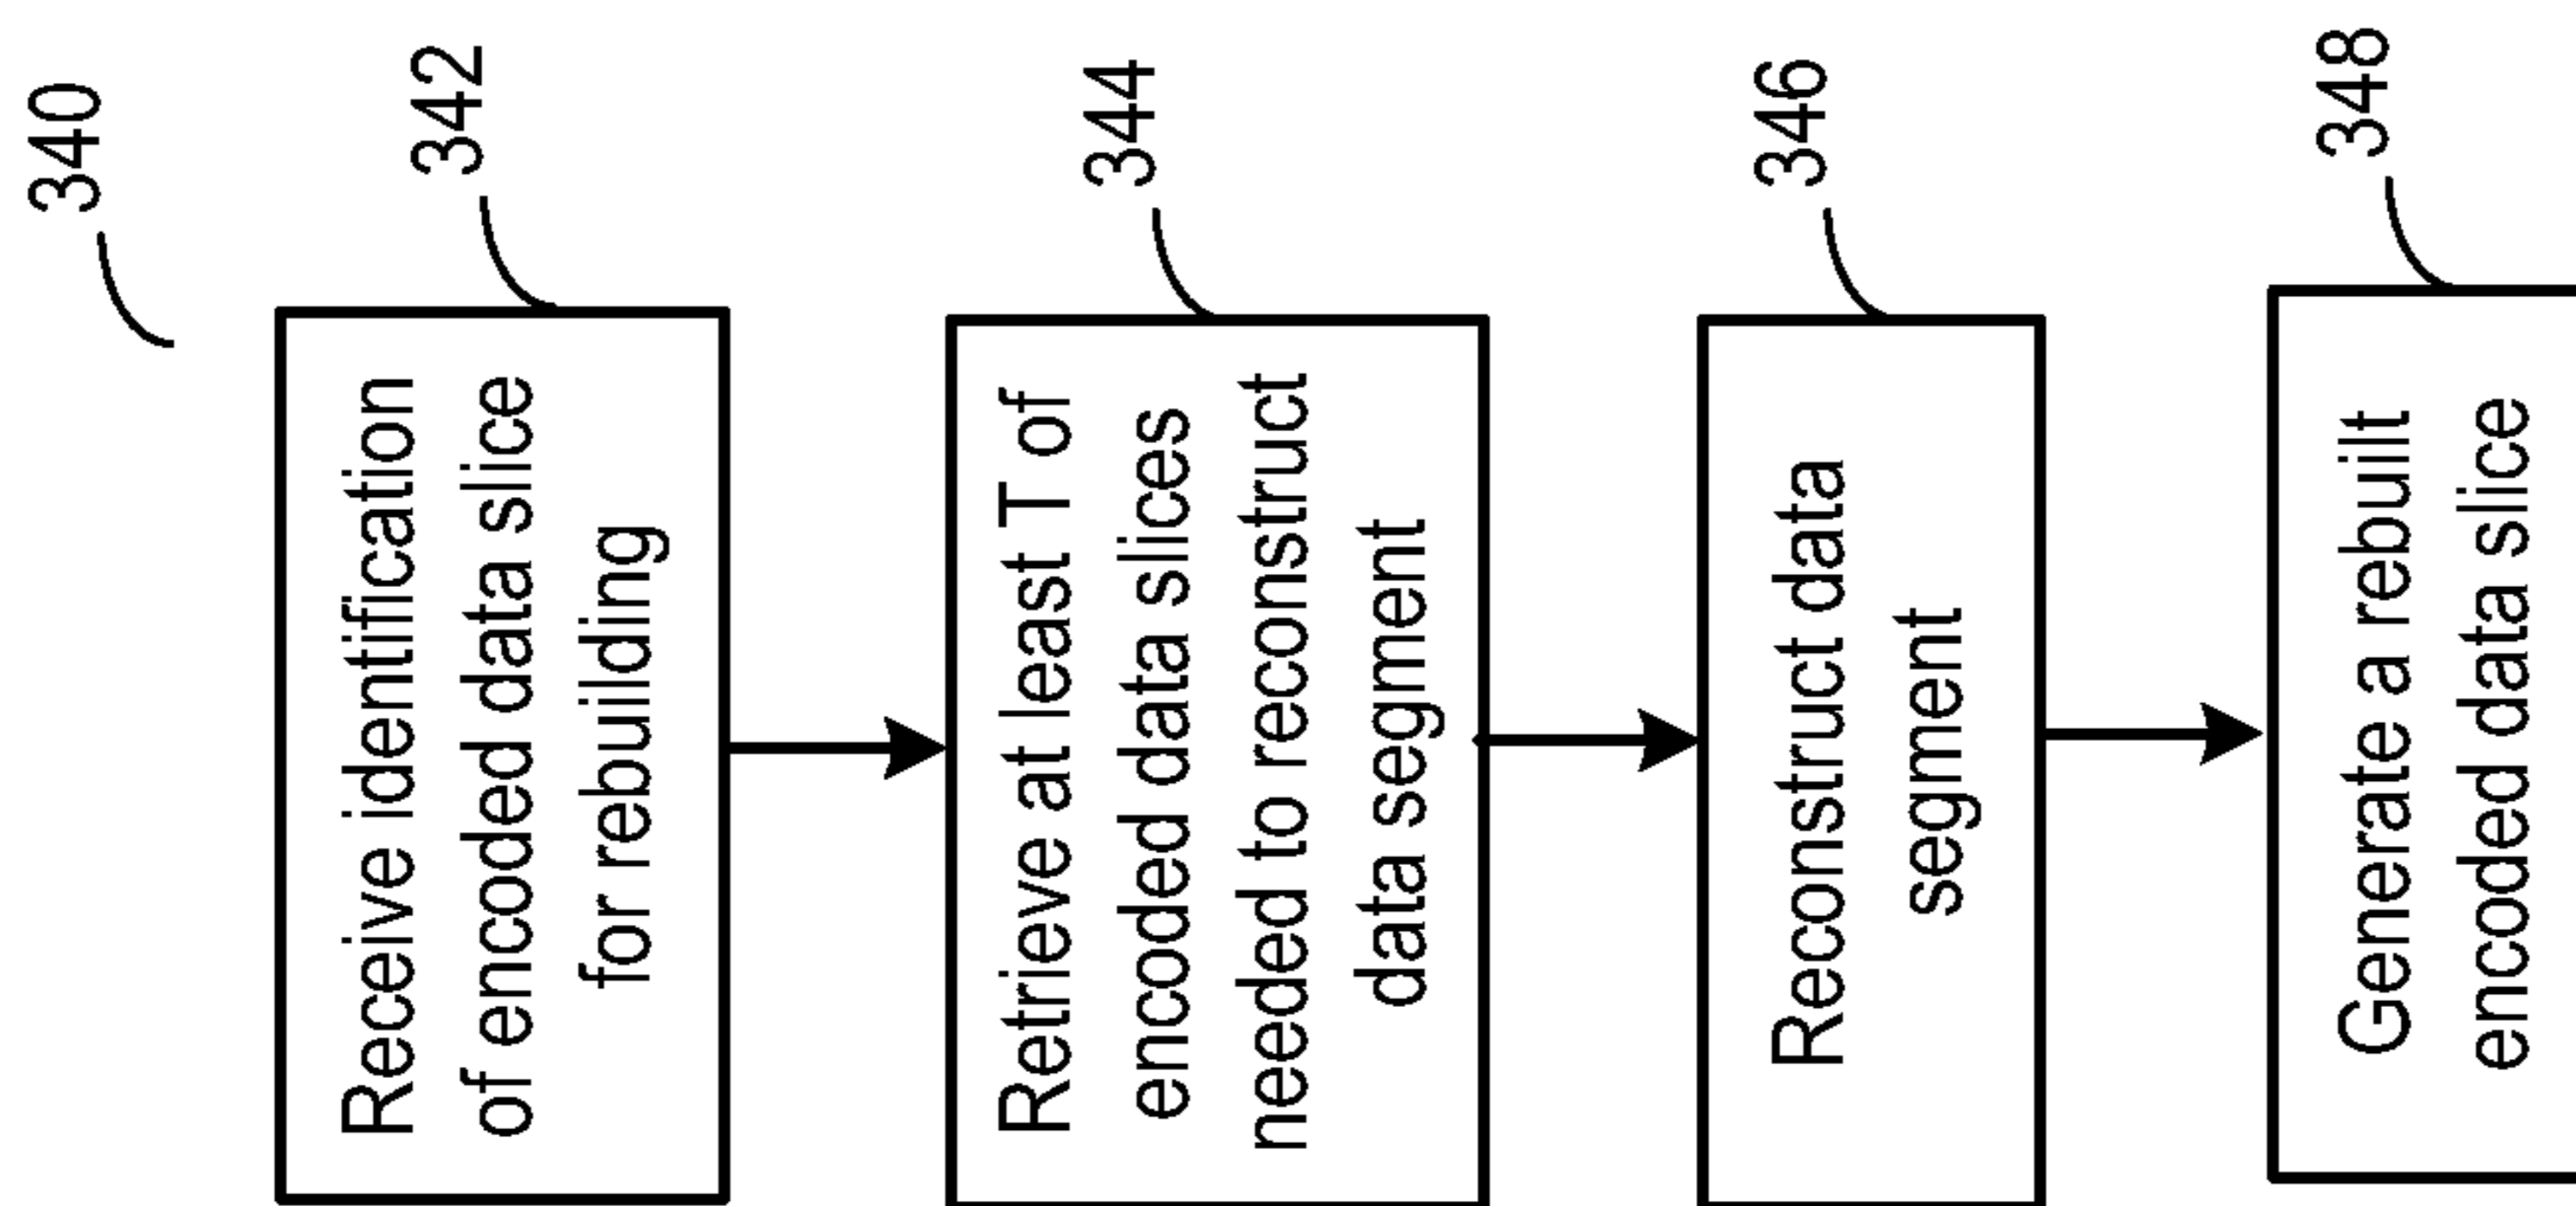 340
342
Receive identification
of encoded data slice
for rebuilding
344
Retrieve at least T of
encoded data slices
needed to reconstruct
data segment
346
Reconstruct data
segment
348
Generate a rebuilt
encoded data slice